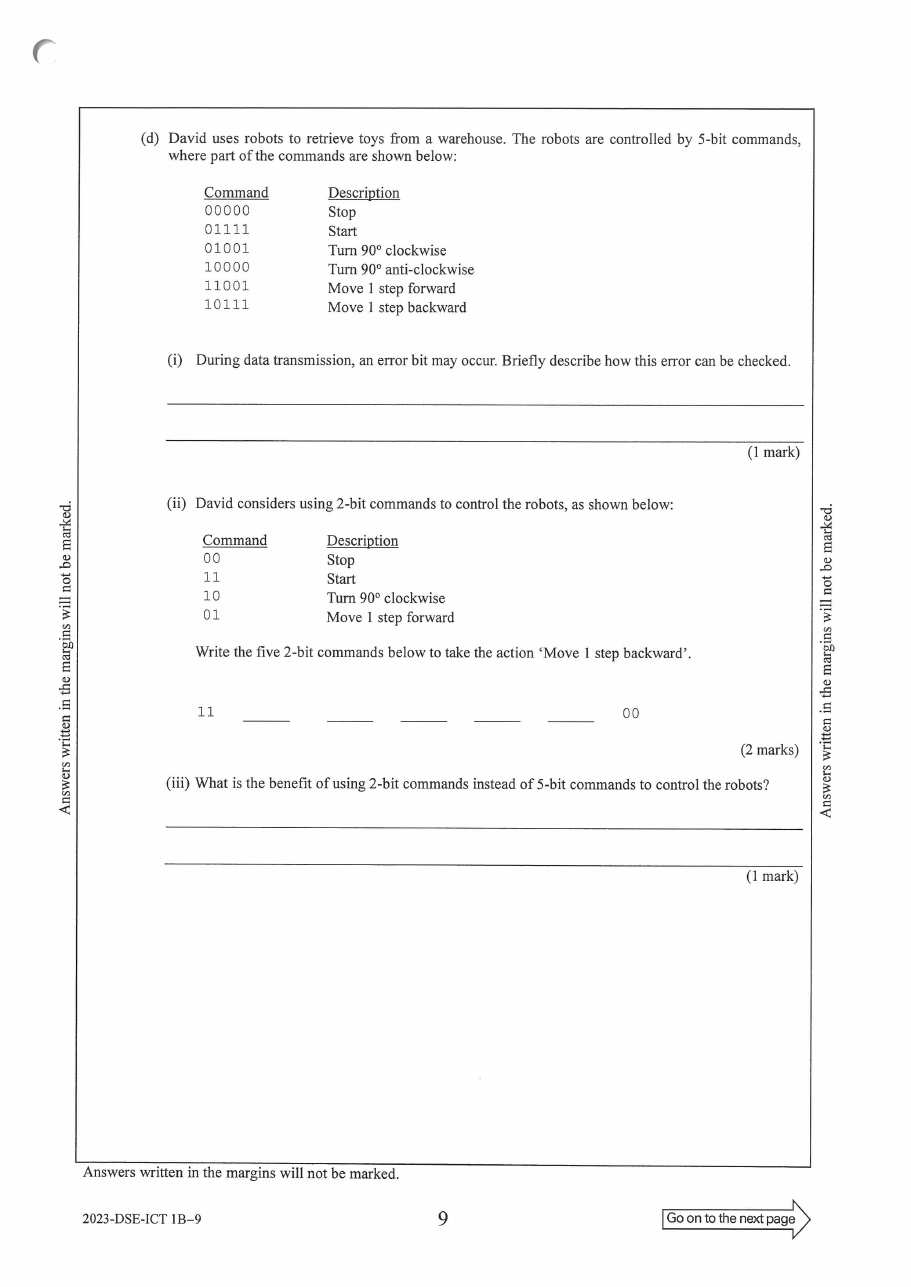 (d) David uses robots to retrieve toys from a warehouse. The robots are controlled by 5-bit commands,
where part of the commands are shown below:
Command Description
00000 Stop
01111 Start
01001 Turn 90° clockwise
10000 Turn 90° anti-clockwise
11001 Move 1 step forward
10111 Move 1 step backward
(i) During data transmission, an error bit may occur. Briefly describe how this error can be checked.
(1 mark)
(ii) David considers using 2-bit commands to control the robots, as shown below:
Command Description
00 Stop
11 Start
10 Turn 90° clockwise
01 Move 1 step forward
Write the five 2-bit commands below to take the action ‘Move 1 step backward’.
11 _____ _____ _____ _____ _____ 00
(2 marks)
(iii) What is the benefit of using 2-bit commands instead of 5-bit commands to control the robots?
(1 mark)
Answers written in the margins will not be marked.
Answers written in the margins will not be marked.
Answers written in the margins will not be marked.
2023-DSE-ICT 1B–9
9
Go on to the next page